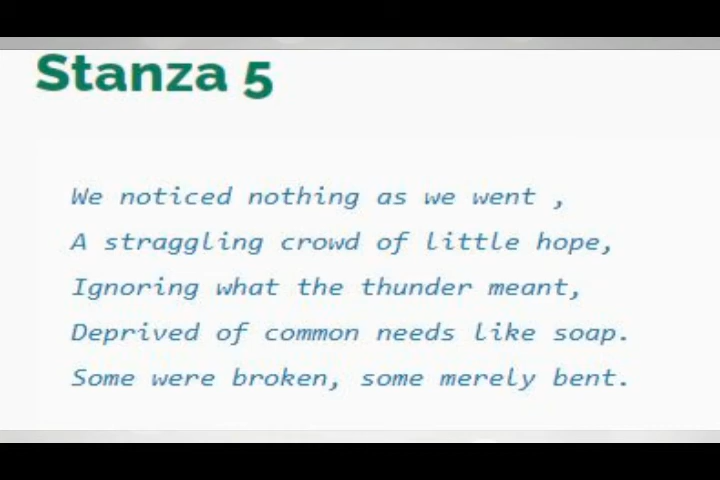 Stanza 5
We noticed nothing as we went ,
A straggling crowd of little hope,
Ignoring what the thunder meant,
Deprived of common needs like soap.
Some were broken, some merely bent.